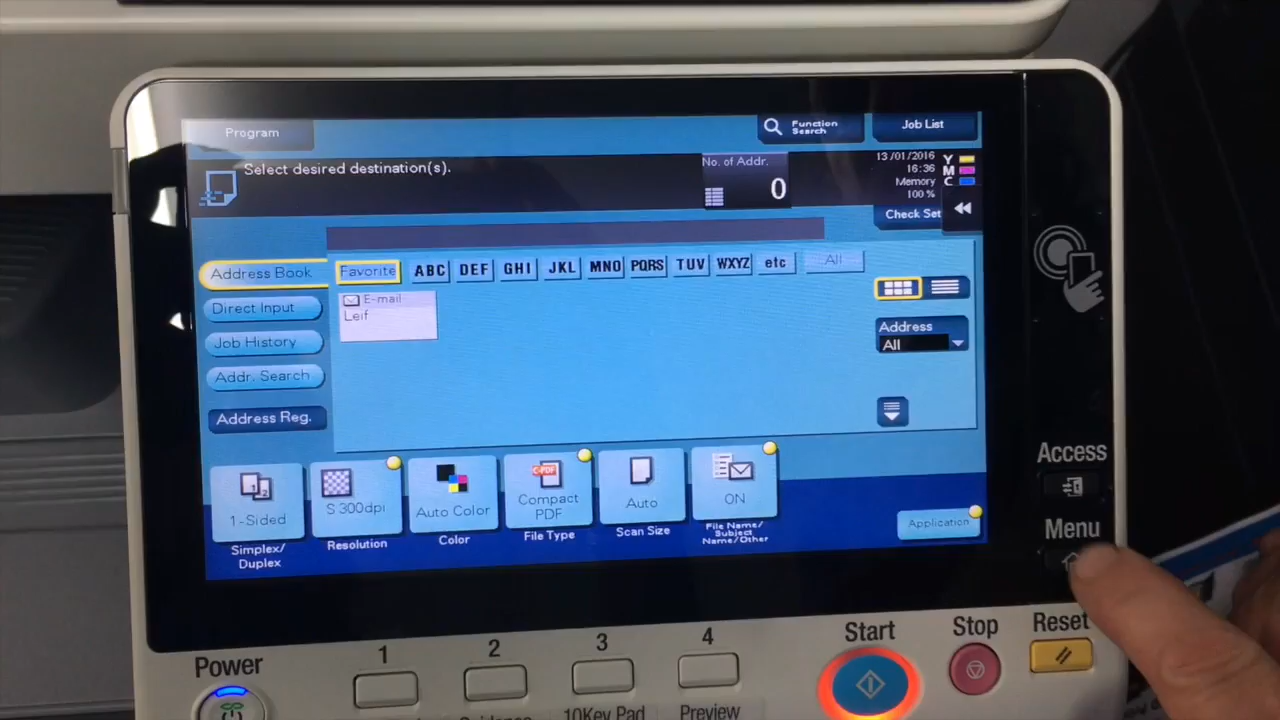 Program
Function
Search
Job List
Select desired destination(s).
No. of Addr.
0
13/01/2016
16:36
Memory
100 %
Y
M
C
Check Set
Address Book
Favorite
ABC
DEF
GHI
JKL
MNO
PQRS
TUV
WXYZ
etc
All
E-mail
Leif
Direct Input
Job History
Addr. Search
Address Reg.
Address
All
1-Sided
Simplex/
Duplex
S 300dpi
Resolution
Auto Color
Color
C-PDF
Compact
PDF
File Type
Auto
Scan Size
ON
File Name/
Subject
Name/Other
Application
Access
Menu
Reset
Stop
Start
Power
1
2
3
4
10Key Pad
Preview